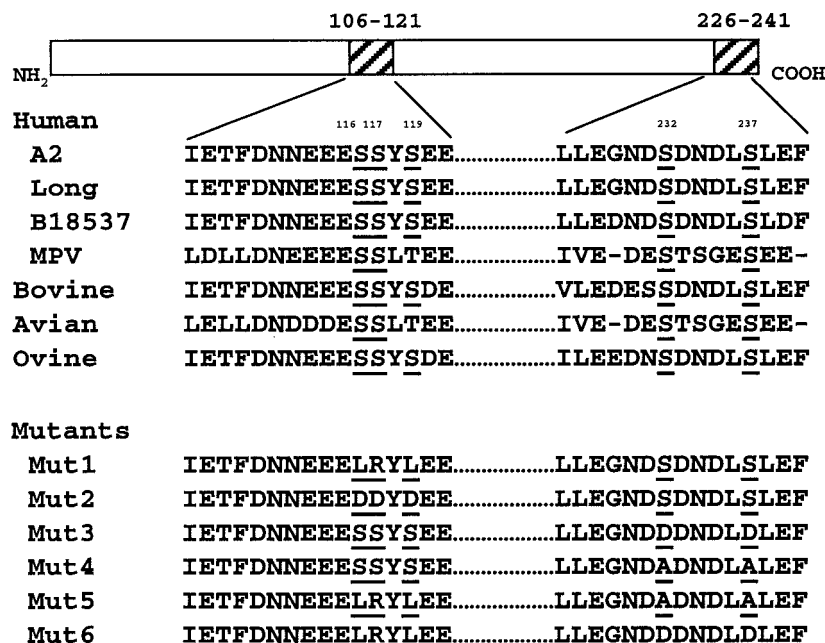 106-121 226-241
NH2 COOH
Human 116 117 119 232 237
A2 IETFDNNEEESSYSEE...................LLEGNDSDNDLSLEF
Long IETFDNNEEESSYSEE...................LLEGNDSDNDLSLEF
B18537 IETFDNNEEESSYSEE...................LLEDNDSDNDLSLDF
MPV LDLLDNEEEESSLTEE...................IVE-DESTSGESEE-
Bovine IETFDNNEEESSYSDE...................VLEDESSDNDLSLEF
Avian LELLDNDDDESSLTEE...................IVE-DESTSGESEE-
Ovine IETFDNNEEESSYSDE...................ILEEDNSDNDLSLEF
Mutants
Mut1 IETFDNNEEELRYLEE...................LLEGNDSDNDLSLEF
Mut2 IETFDNNEEEDDYDEE...................LLEGNDSDNDLSLEF
Mut3 IETFDNNEEESSYSEE...................LLEGNDDDNDLDLEF
Mut4 IETFDNNEEESSYSEE...................LLEGNDADNDLALEF
Mut5 IETFDNNEEELRYLEE...................LLEGNDADNDLALEF
Mut6 IETFDNNEEELRYLEE...................LLEGNDDDNDLDLEF